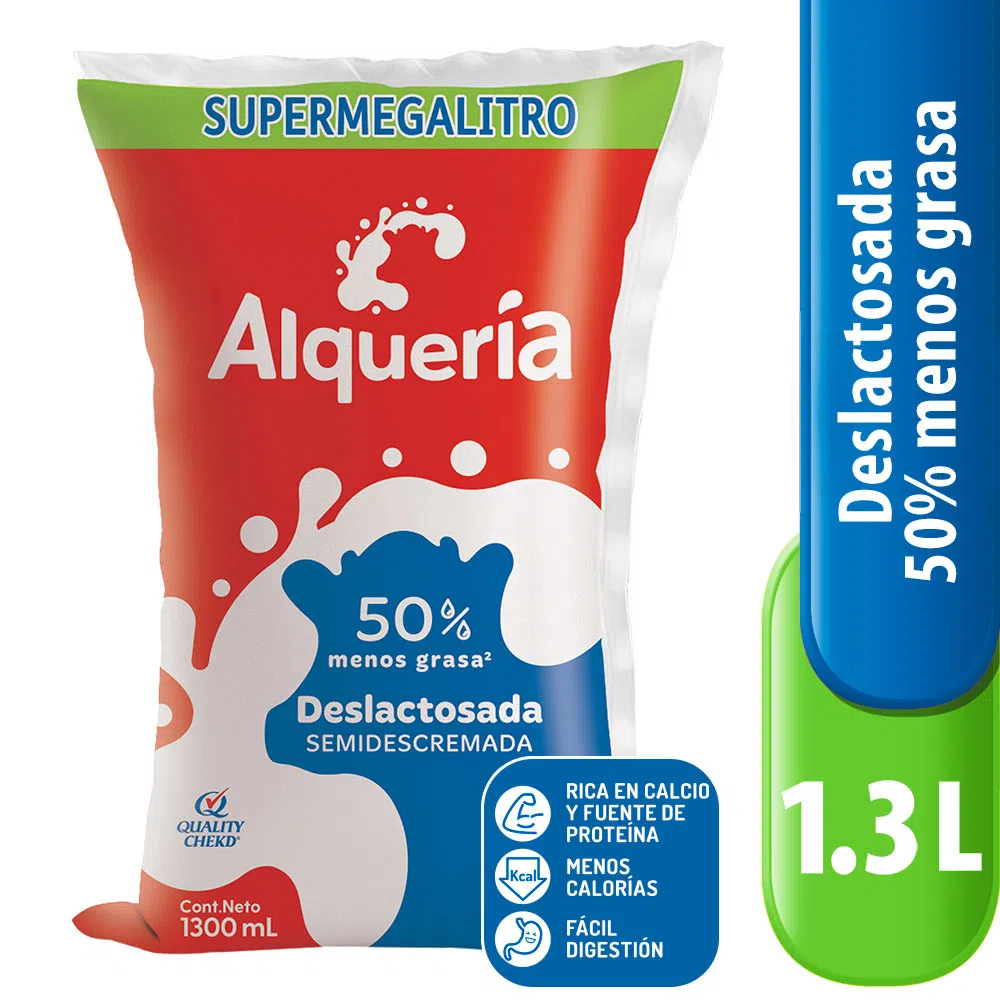 SUPERMEGALITRO
Alquería
50%
menos grasa²
Deslactosada
SEMIDESCREMADA
QUALITY
CHEKD®
Cont.Neto
1300 mL
RICA EN CALCIO
Y FUENTE DE
PROTEÍNA
Kcal
MENOS
CALORÍAS
FÁCIL
DIGESTIÓN
Deslactosada
50% menos grasa
1.3 L